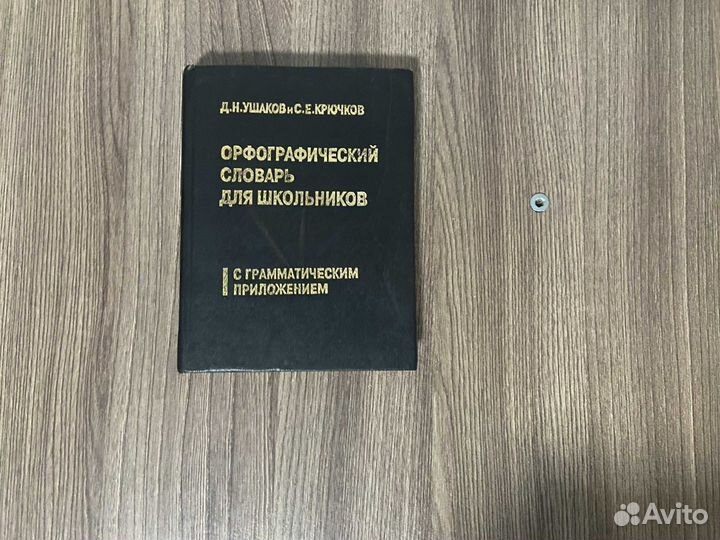 Д.Н.УШАКОВ и С.Е.КРЮЧКОВ
ОРФОГРАФИЧЕСКИЙ
СЛОВАРЬ
ДЛЯ ШКОЛЬНИКОВ
С ГРАММАТИЧЕСКИМ
ПРИЛОЖЕНИЕМ
Avito